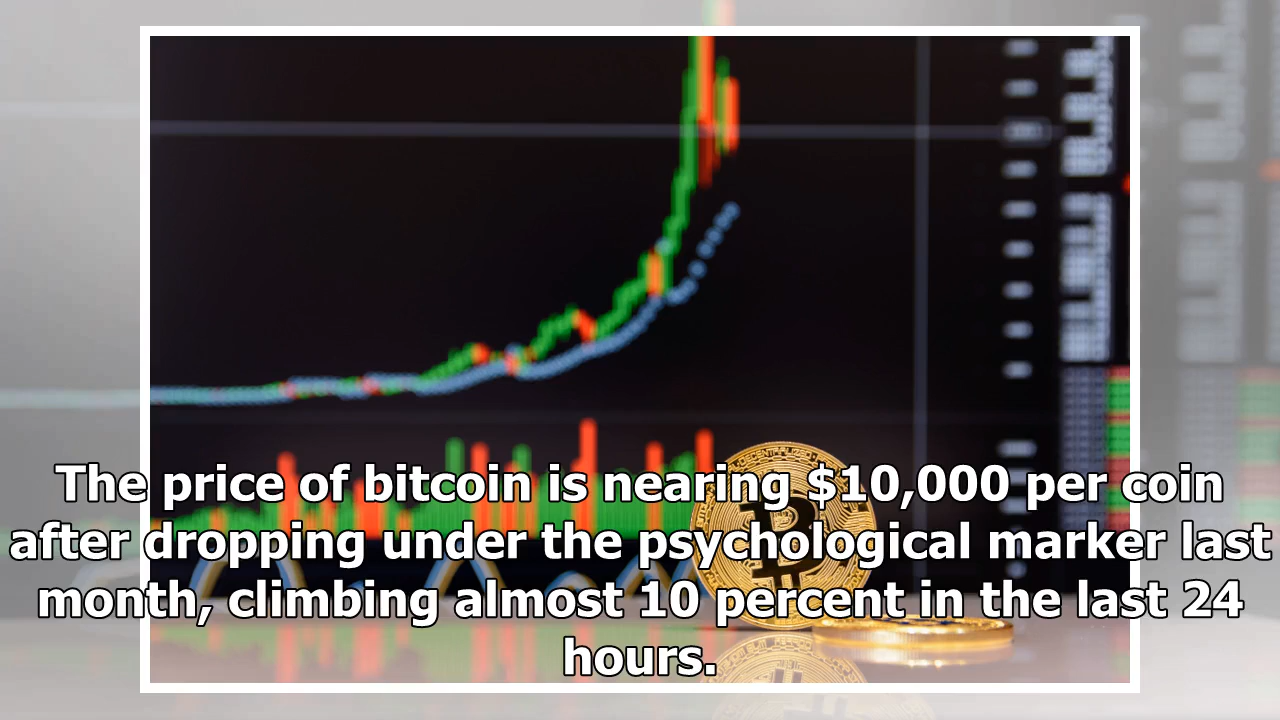 The price of bitcoin is nearing $10,000 per coin
after dropping under the psychological marker last
month, climbing almost 10 percent in the last 24
hours.